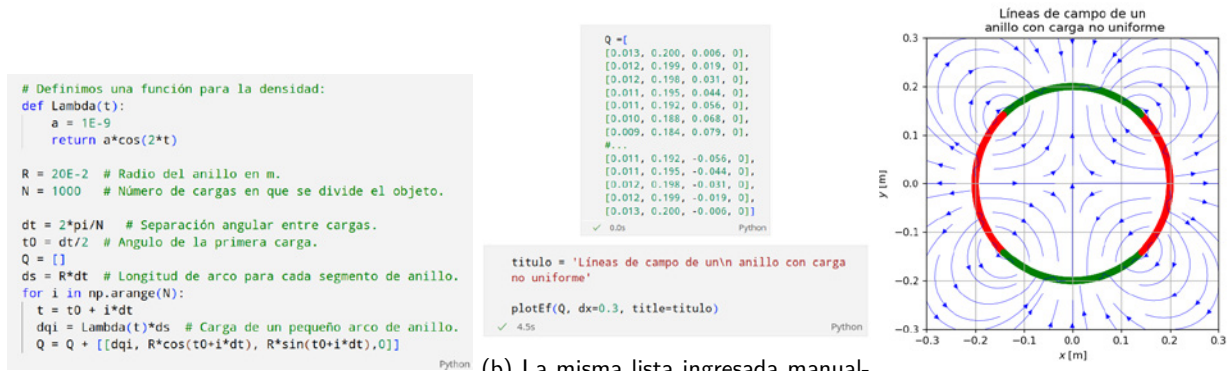 # Definimos una función para la densidad:
def Lambda(t):
    a = 1E-9
    return a*cos(2*t)
R = 20E-2  # Radio del anillo en m.
N = 1000   # Número de cargas en que se divide el objeto.
dt = 2*pi/N   # Separación angular entre cargas.
t0 = dt/2  # Angulo de la primera carga.
Q = []
ds = R*dt  # Longitud de arco para cada segmento de anillo.
for i in np.arange(N):
  t = t0 + i*dt
  dqi = Lambda(t)*ds  # Carga de un pequeño arco de anillo.
  Q = Q + [[dqi, R*cos(t0+i*dt), R*sin(t0+i*dt),0]]
Python
Q =[
[0.013, 0.200, 0.006, 0],
[0.012, 0.199, 0.019, 0],
[0.012, 0.198, 0.031, 0],
[0.011, 0.195, 0.044, 0],
[0.011, 0.192, 0.056, 0],
[0.010, 0.188, 0.068, 0],
[0.009, 0.184, 0.079, 0],
#...
[0.011, 0.192, -0.056, 0],
[0.011, 0.195, -0.044, 0],
[0.012, 0.198, -0.031, 0],
[0.012, 0.199, -0.019, 0],
[0.013, 0.200, -0.006, 0]]
✓ 0.0s Python
titulo = 'Líneas de campo de un\n anillo con carga
no uniforme'
plotEf(Q, dx=0.3, title=titulo)
✓ 4.5s Python
(b) La misma lista ingresada manual-
Líneas de campo de un
anillo con carga no uniforme
0.3
0.2
0.1
0.0
−0.1
−0.2
−0.3
y [m]
−0.3 −0.2 −0.1 0.0 0.1 0.2 0.3
x [m]